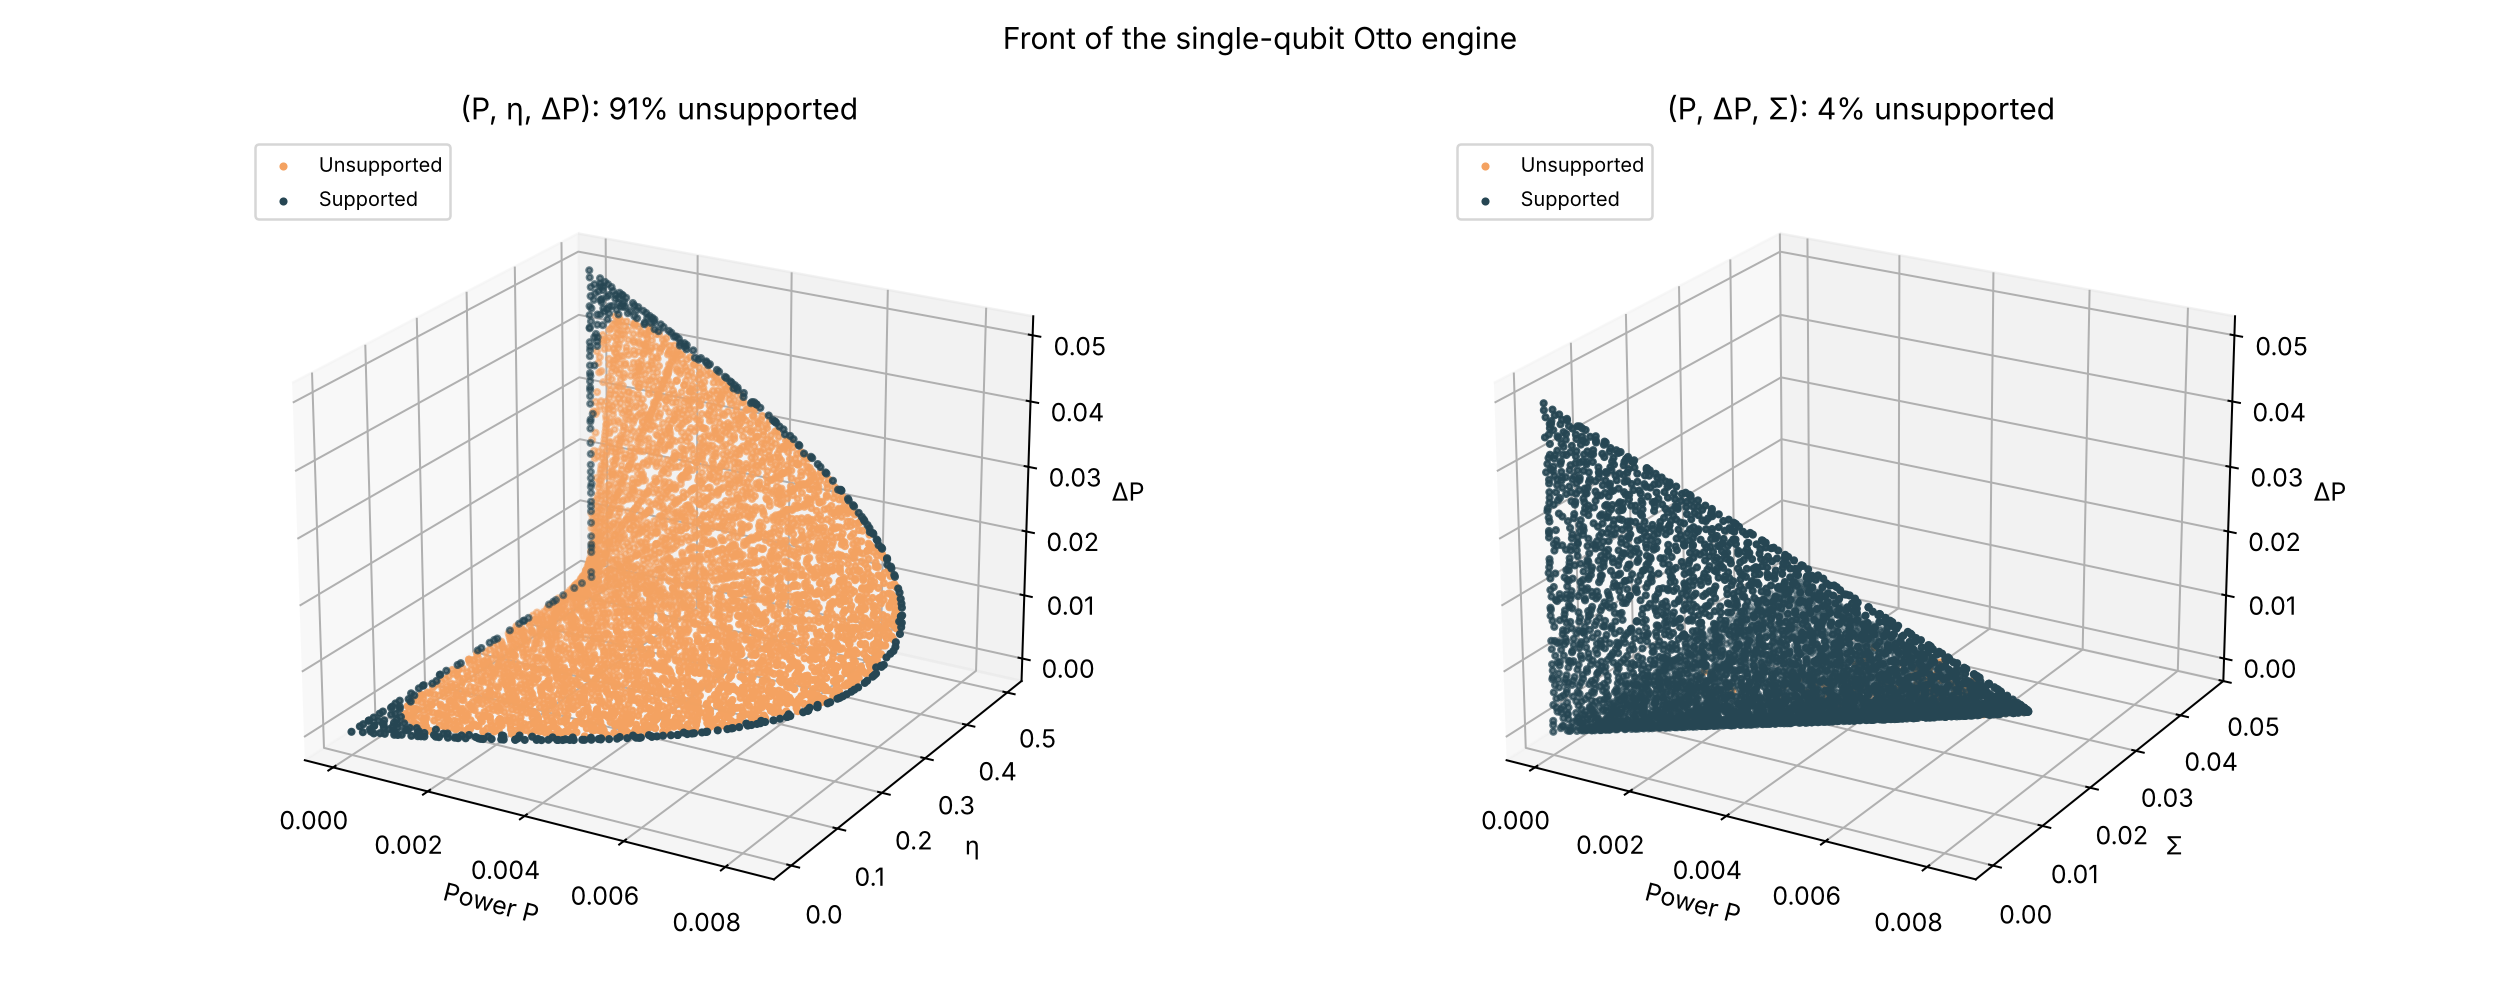 Front of the single-qubit Otto engine
(P, η, ΔP): 91% unsupported
Unsupported
Supported
0.05
0.04
0.03
0.02
0.01
0.00
ΔP
0.5
0.4
0.3
0.2
0.1
0.0
η
0.000
0.002
0.004
0.006
0.008
Power P
(P, ΔP, Σ): 4% unsupported
Unsupported
Supported
0.05
0.04
0.03
0.02
0.01
0.00
ΔP
0.05
0.04
0.03
0.02
0.01
0.00
Σ
0.000
0.002
0.004
0.006
0.008
Power P